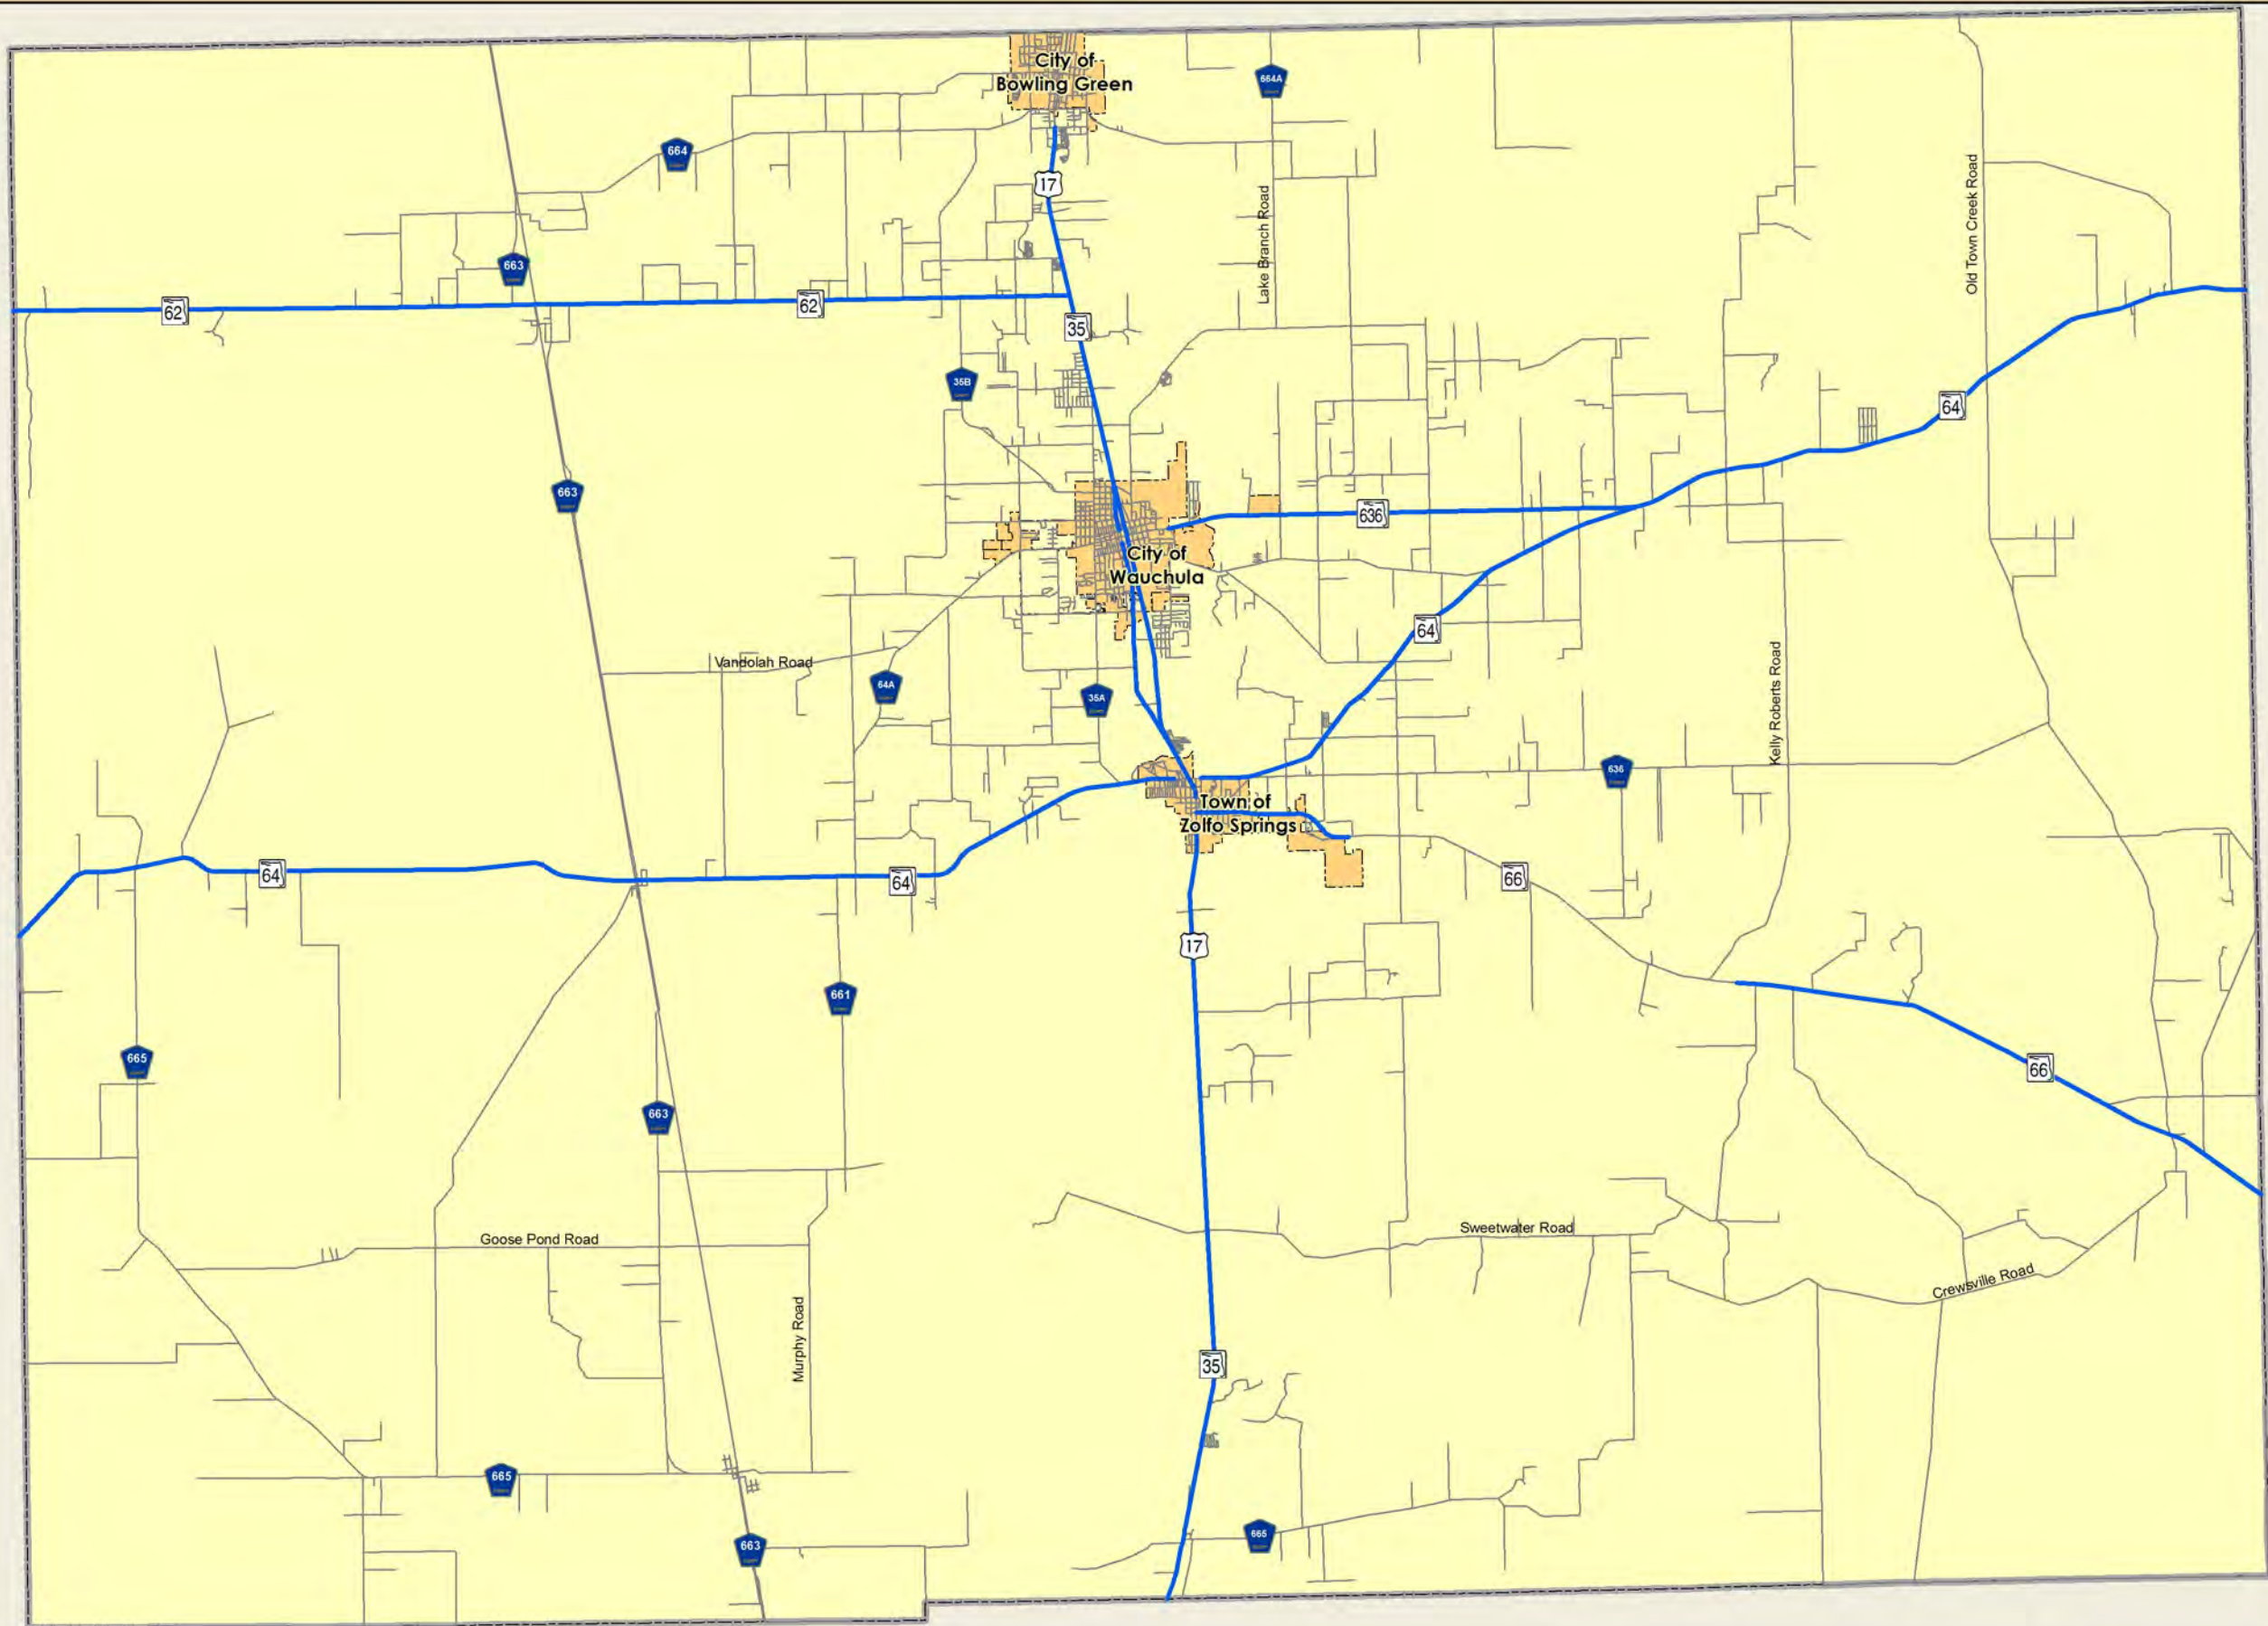 City of
Bowling Green
664A
664
17
Lake Branch Road
Old Town Creek Road
663
62
62
35
35B
64
663
636
City of
Wauchula
64
Vandolah Road
64A
35A
Kelly Roberts Road
636
Town of
Zolfo Springs
64
64
66
17
661
665
66
663
Sweetwater Road
Goose Pond Road
Crewsville Road
Murphy Road
35
665
665
663